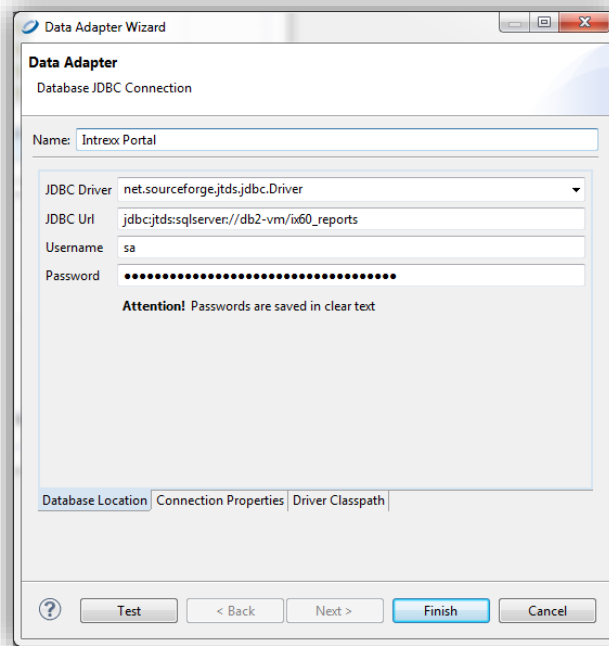 Data Adapter Wizard
Data Adapter
Database JDBC Connection
Name: Intrexx Portal
JDBC Driver net.sourceforge.jtds.jdbc.Driver
JDBC Url jdbc:jtds:sqlserver://db2-vm/ix60_reports
Username sa
Password ●●●●●●●●●●●●●●●●●●●●●●●●●●●●●●●●●●●●
Attention! Passwords are saved in clear text
Database Location Connection Properties Driver Classpath
? Test < Back Next > Finish Cancel